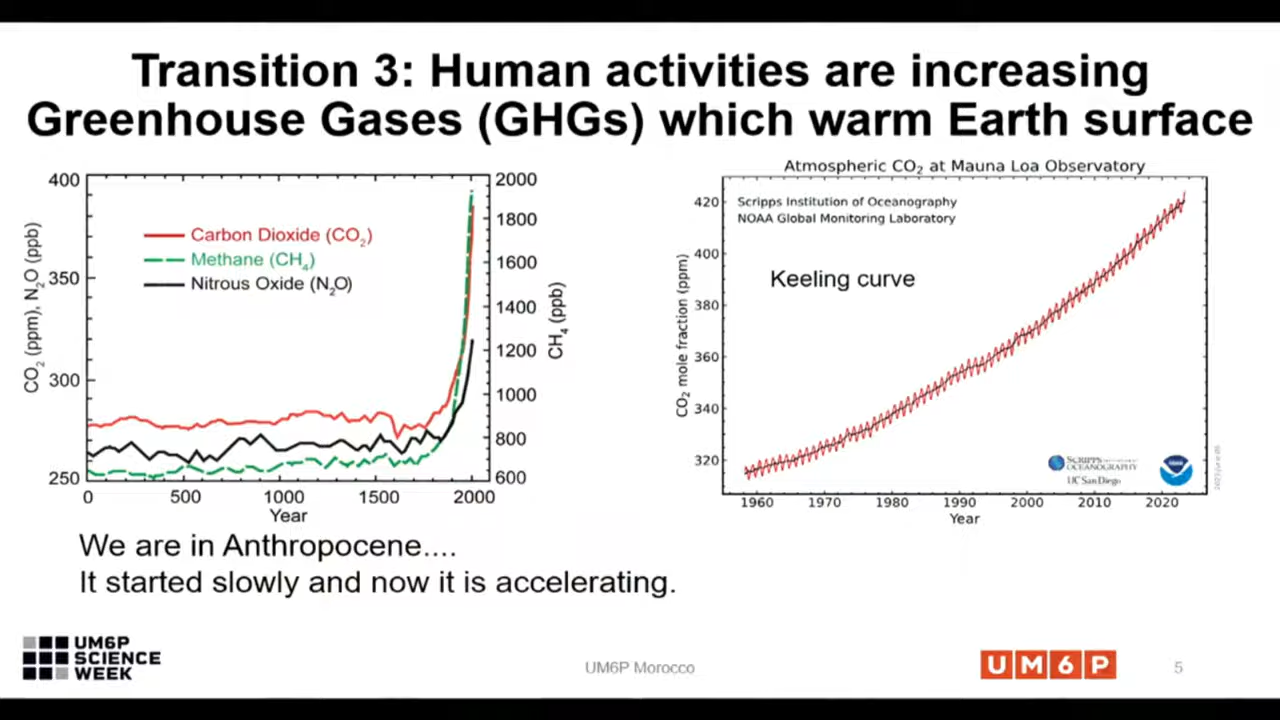 Transition 3: Human activities are increasing
Greenhouse Gases (GHGs) which warm Earth surface
400
350
300
250
CO2 (ppm), N2O (ppb)
Carbon Dioxide (CO2)
Methane (CH4)
Nitrous Oxide (N2O)
2000
1800
1600
1400
1200
1000
800
600
CH4 (ppb)
0 500 1000 1500 2000
Year
Atmospheric CO2 at Mauna Loa Observatory
Scripps Institution of Oceanography
NOAA Global Monitoring Laboratory
Keeling curve
420
400
380
360
340
320
CO2 mole fraction (ppm)
SCRIPPS
OCEANOGRAPHY
UC San Diego
1960 1970 1980 1990 2000 2010 2020
Year
We are in Anthropocene....
It started slowly and now it is accelerating.
UM6P
SCIENCE
WEEK
UM6P Morocco
UM6P
5